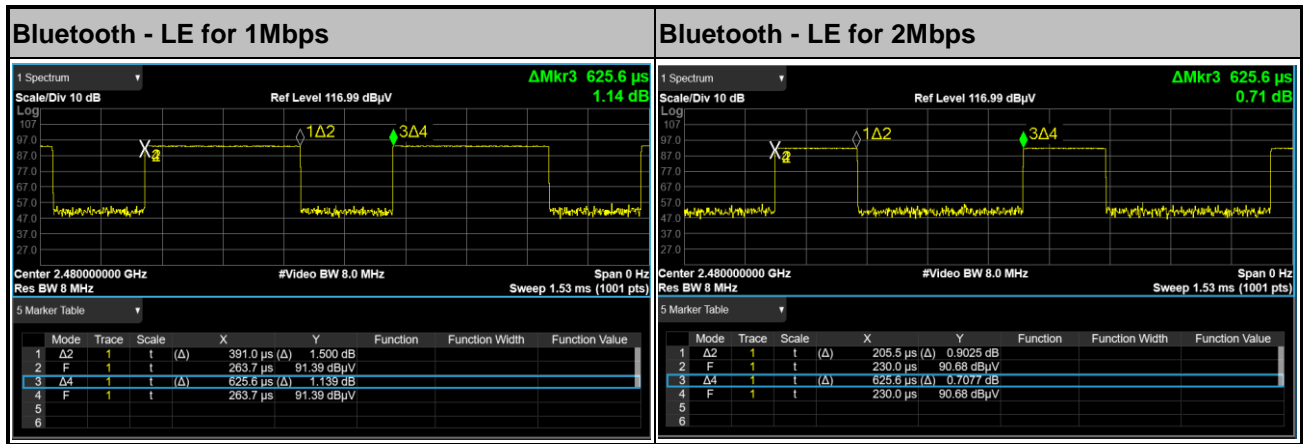 Bluetooth - LE for 1Mbps
1 Spectrum
ΔMkr3 625.6 µs
Scale/Div 10 dB
Ref Level 116.99 dBµV
1.14 dB
Log
107
97.0
87.0
77.0
67.0
57.0
47.0
37.0
27.0
1Δ2
3Δ4
X
Center 2.480000000 GHz
#Video BW 8.0 MHz
Span 0 Hz
Res BW 8 MHz
Sweep 1.53 ms (1001 pts)
5 Marker Table
Mode Trace Scale X Y Function Function Width Function Value
1 Δ2 1 t (Δ) 391.0 µs (Δ) 1.500 dB
2 F 1 t 263.7 µs 91.39 dBµV
3 Δ4 1 t (Δ) 625.6 µs (Δ) 1.139 dB
4 F 1 t 263.7 µs 91.39 dBµV
5
6
Bluetooth - LE for 2Mbps
1 Spectrum
ΔMkr3 625.6 µs
Scale/Div 10 dB
Ref Level 116.99 dBµV
0.71 dB
Log
107
97.0
87.0
77.0
67.0
57.0
47.0
37.0
27.0
1Δ2
3Δ4
X
Center 2.480000000 GHz
#Video BW 8.0 MHz
Span 0 Hz
Res BW 8 MHz
Sweep 1.53 ms (1001 pts)
5 Marker Table
Mode Trace Scale X Y Function Function Width Function Value
1 Δ2 1 t (Δ) 205.5 µs (Δ) 0.9025 dB
2 F 1 t 230.0 µs 90.68 dBµV
3 Δ4 1 t (Δ) 625.6 µs (Δ) 0.7077 dB
4 F 1 t 230.0 µs 90.68 dBµV
5
6